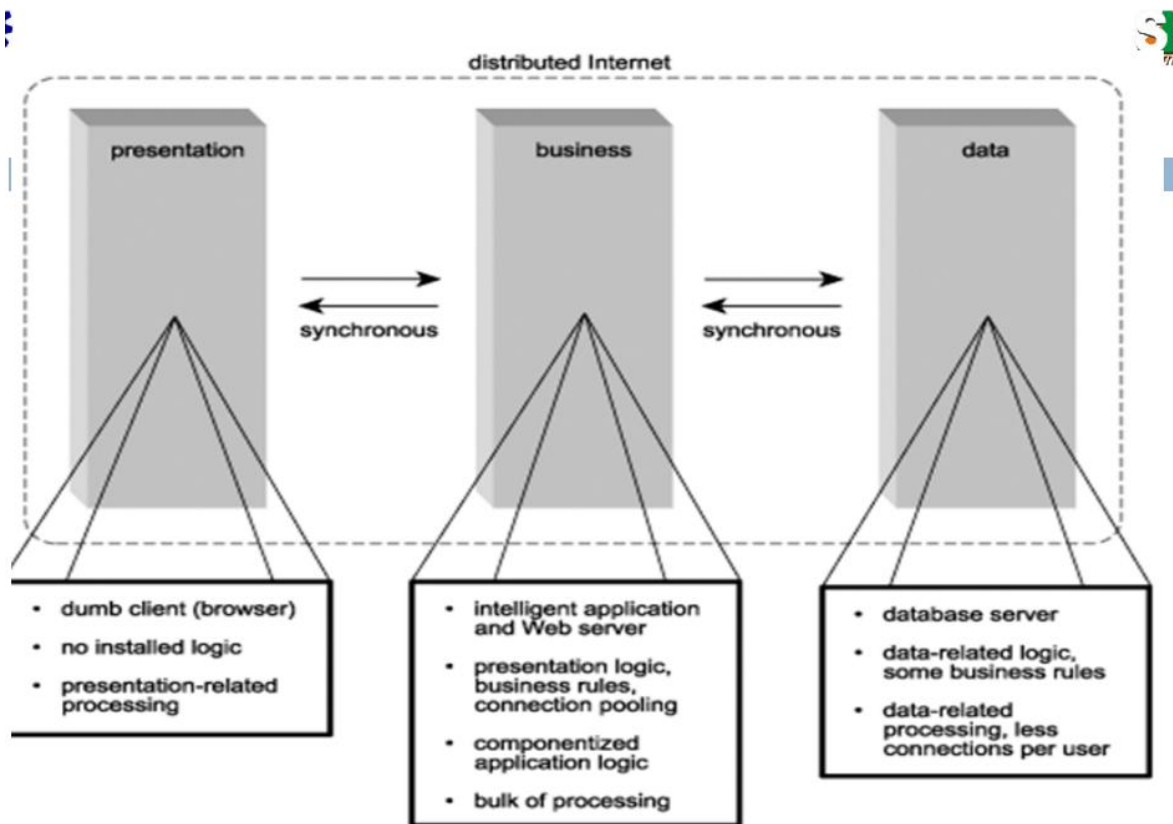 distributed Internet
presentation
business
data
synchronous
synchronous
• dumb client (browser)
• no installed logic
• presentation-related
processing
• intelligent application
and Web server
• presentation logic,
business rules,
connection pooling
• componentized
application logic
• bulk of processing
• database server
• data-related logic,
some business rules
• data-related
processing, less
connections per user